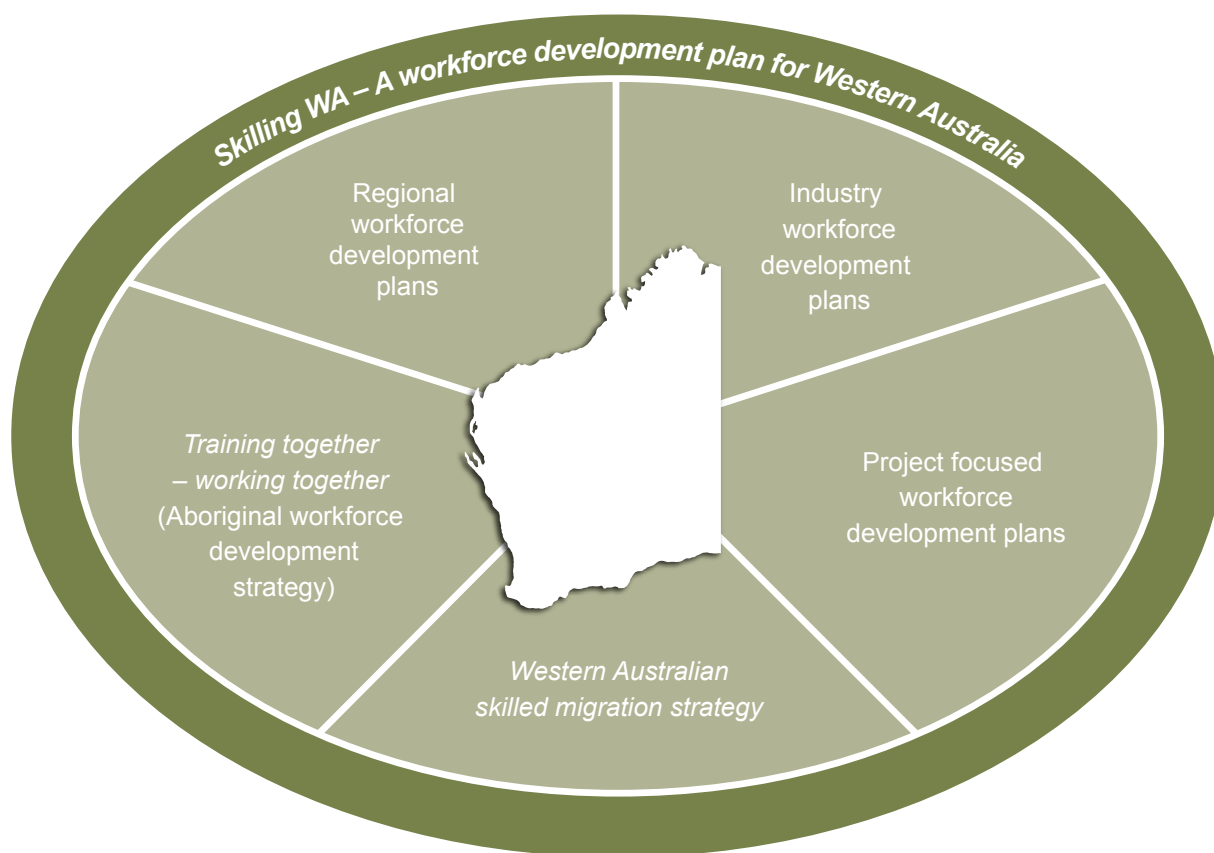 Skilling WA – A workforce development plan for Western Australia
Regional
workforce
development
plans
Industry
workforce
development
plans
Training together
– working together
(Aboriginal workforce
development
strategy)
Project focused
workforce
development plans
Western Australian
skilled migration strategy